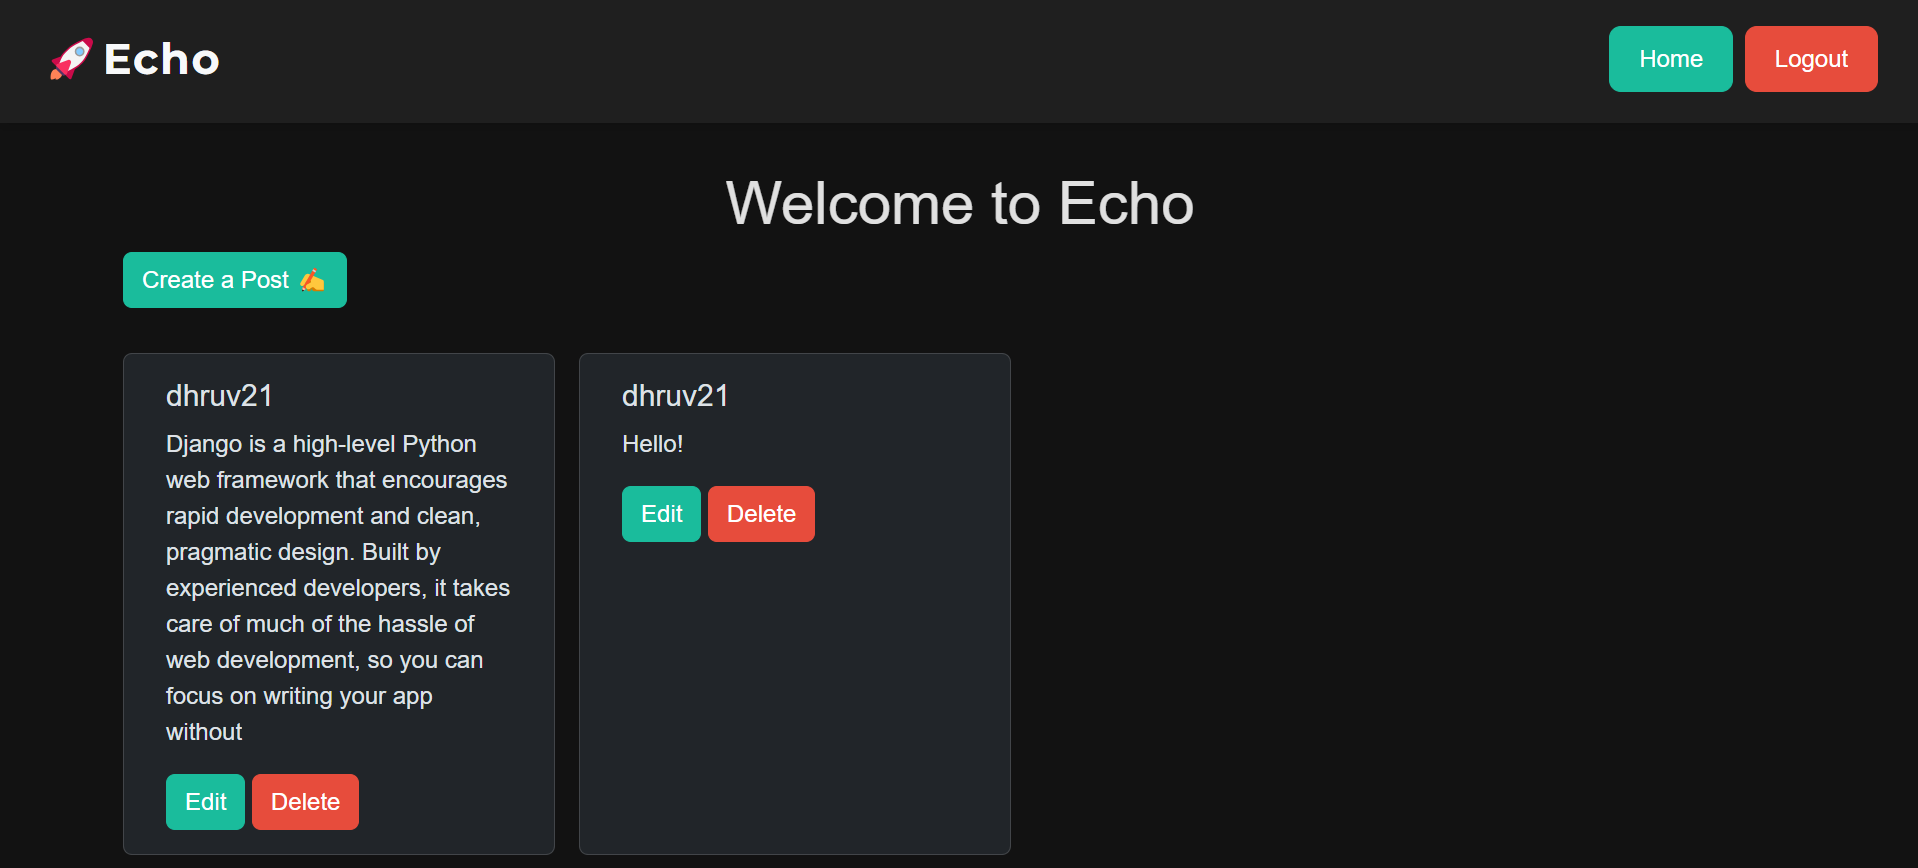 🚀 Echo
Home
Logout
Welcome to Echo
Create a Post ✍️
dhruv21
Django is a high-level Python
web framework that encourages
rapid development and clean,
pragmatic design. Built by
experienced developers, it takes
care of much of the hassle of
web development, so you can
focus on writing your app
without
Edit
Delete
dhruv21
Hello!
Edit
Delete